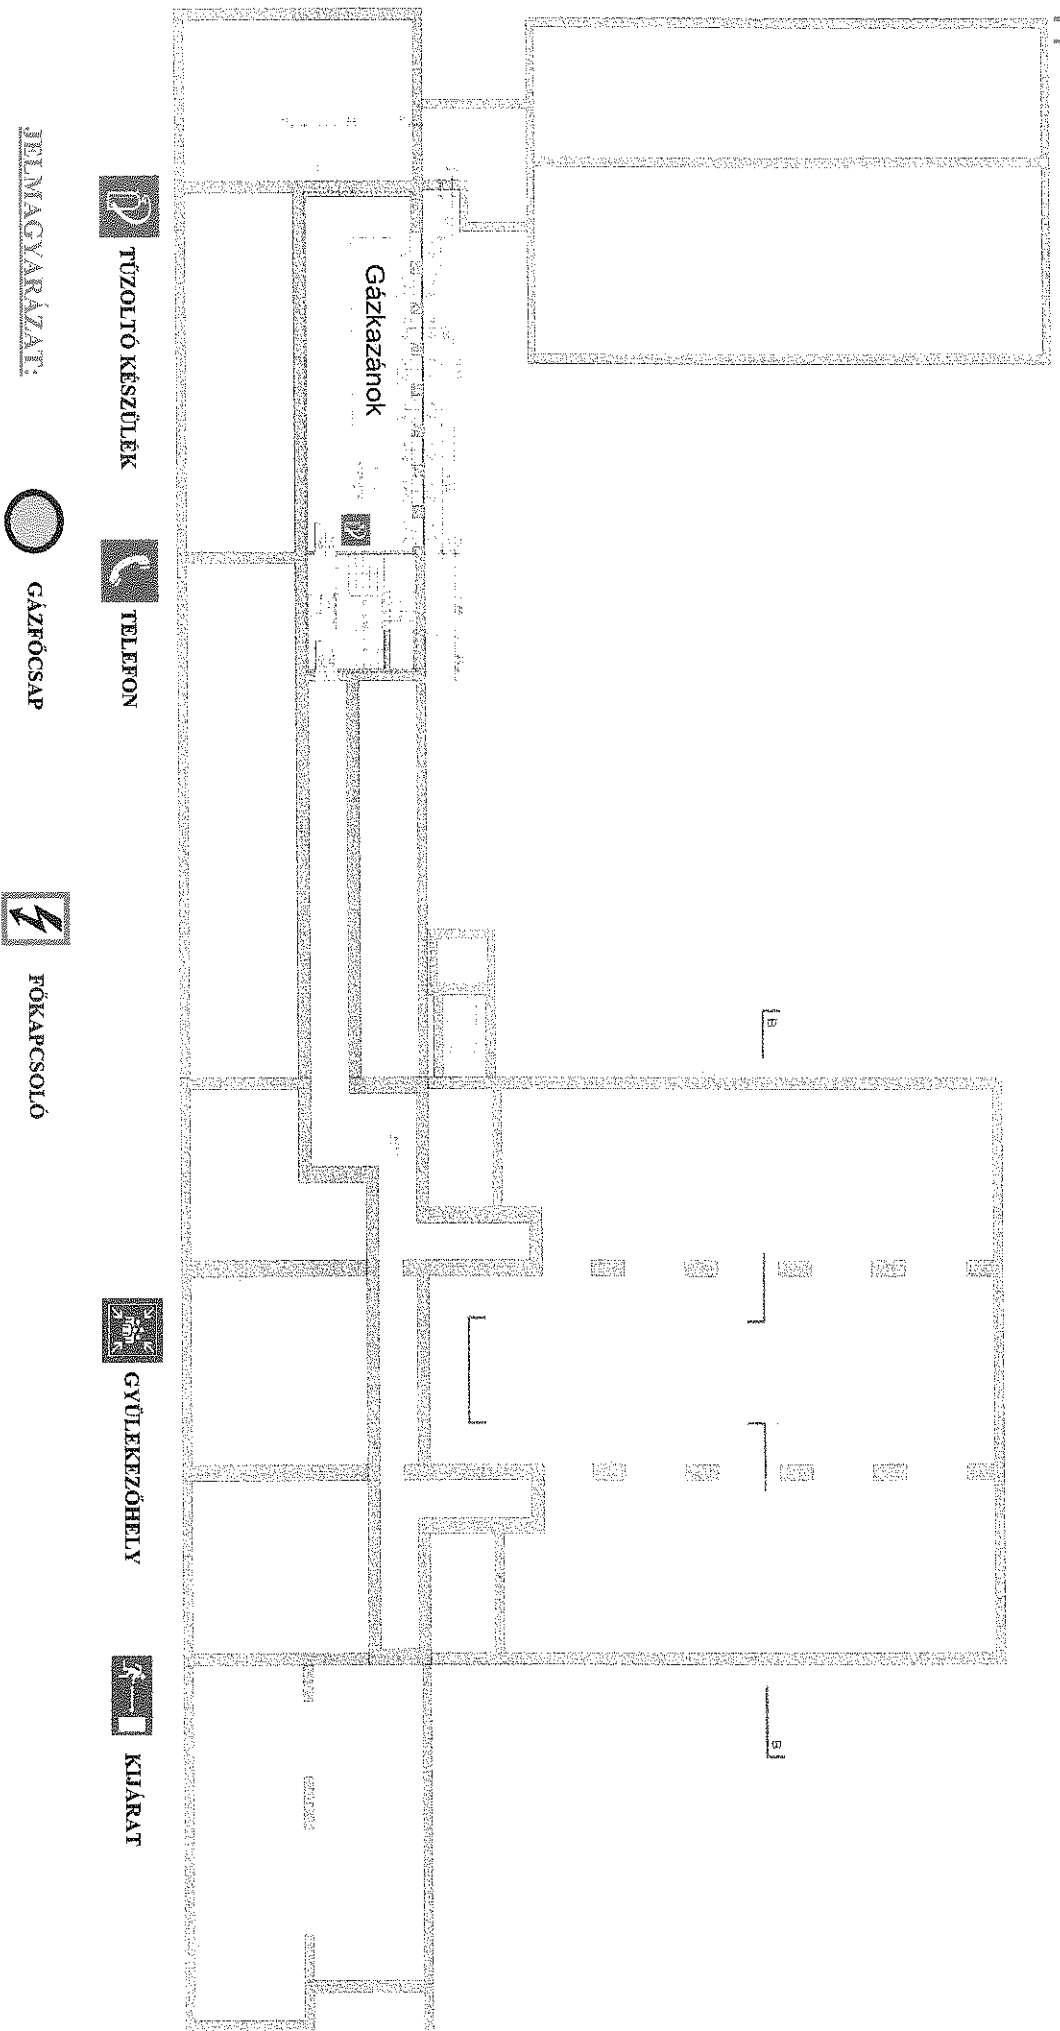 Gázkazánok
B
B
JELMAGYARÁZAT:
TŰZOLTÓ KÉSZÜLÉK
TELEFON
GYÜLEKEZŐHELY
KIJÁRAT
GÁZFŐCSAP
FŐKAPCSOLÓ